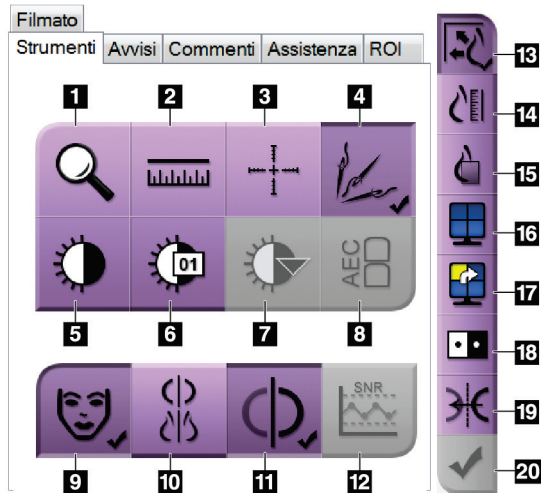 Filmato
Strumenti Avvisi Commenti Assistenza ROI
1 2 3 4
01
AEC
5 6 7 8
SNR
9 10 11 12
13
14
15
16
17
18
19
20